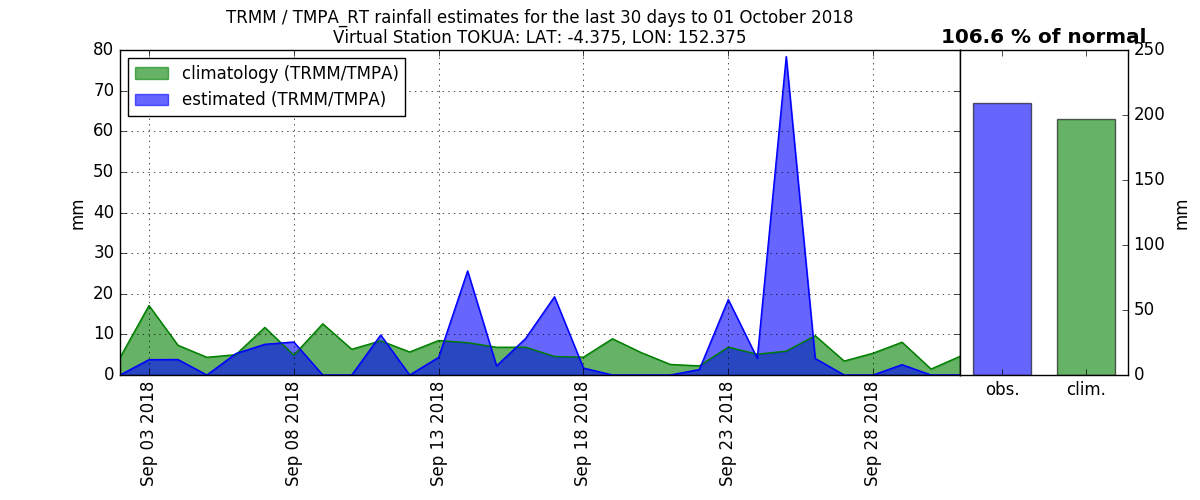 TRMM / TMPA_RT rainfall estimates for the last 30 days to 01 October 2018
Virtual Station TOKUA: LAT: -4.375, LON: 152.375
106.6 % of normal
climatology (TRMM/TMPA)
estimated (TRMM/TMPA)
80
70
60
50
40
30
20
10
0
mm
Sep 03 2018
Sep 08 2018
Sep 13 2018
Sep 18 2018
Sep 23 2018
Sep 28 2018
250
200
150
100
50
0
mm
obs.
clim.